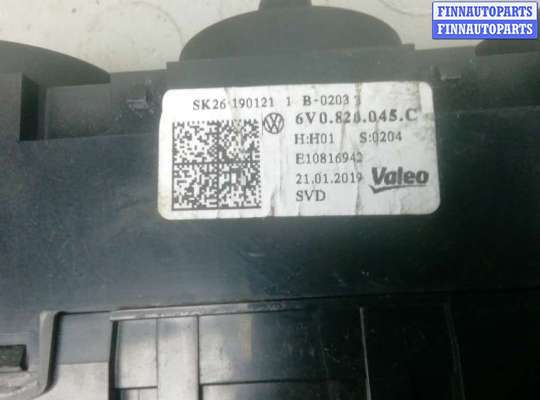 FINNAUTOPARTS
FINNAUTOPARTS
SK26 190121 1 B-0203
6V0.820.045.C
H:H01 S:0204
E10816942
21.01.2019 Valeo
SVD